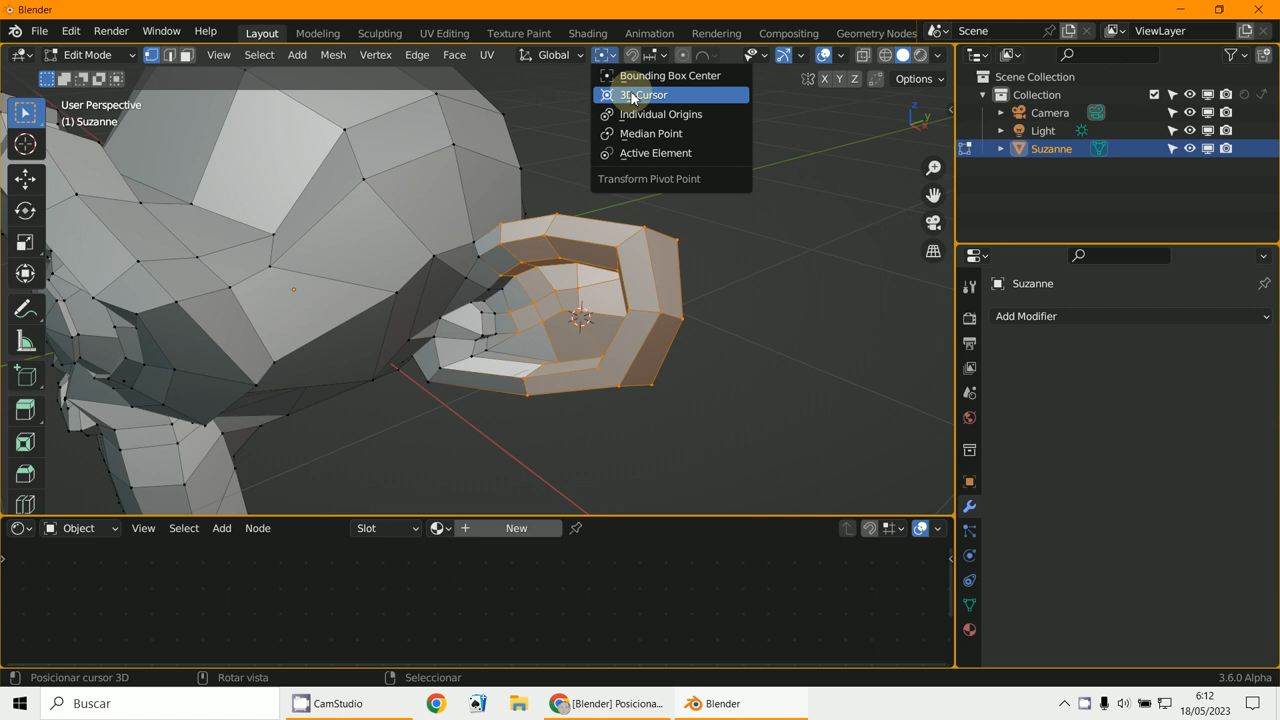 Blender
File Edit Render Window Help
Layout Modeling Sculpting UV Editing Texture Paint Shading Animation Rendering Compositing Geometry Nodes
Scene ViewLayer
Edit Mode View Select Add Mesh Vertex Edge Face UV Global
Bounding Box Center
3D Cursor
Individual Origins
Median Point
Active Element
Transform Pivot Point
X Y Z Options
User Perspective
(1) Suzanne
z
y
Scene Collection
Collection
Camera
Light
Suzanne
Suzanne
Add Modifier
Object View Select Add Node Slot New
Posicionar cursor 3D Rotar vista Seleccionar 3.6.0 Alpha
Buscar CamStudio [Blender] Posiciona... Blender
6:12
18/05/2023